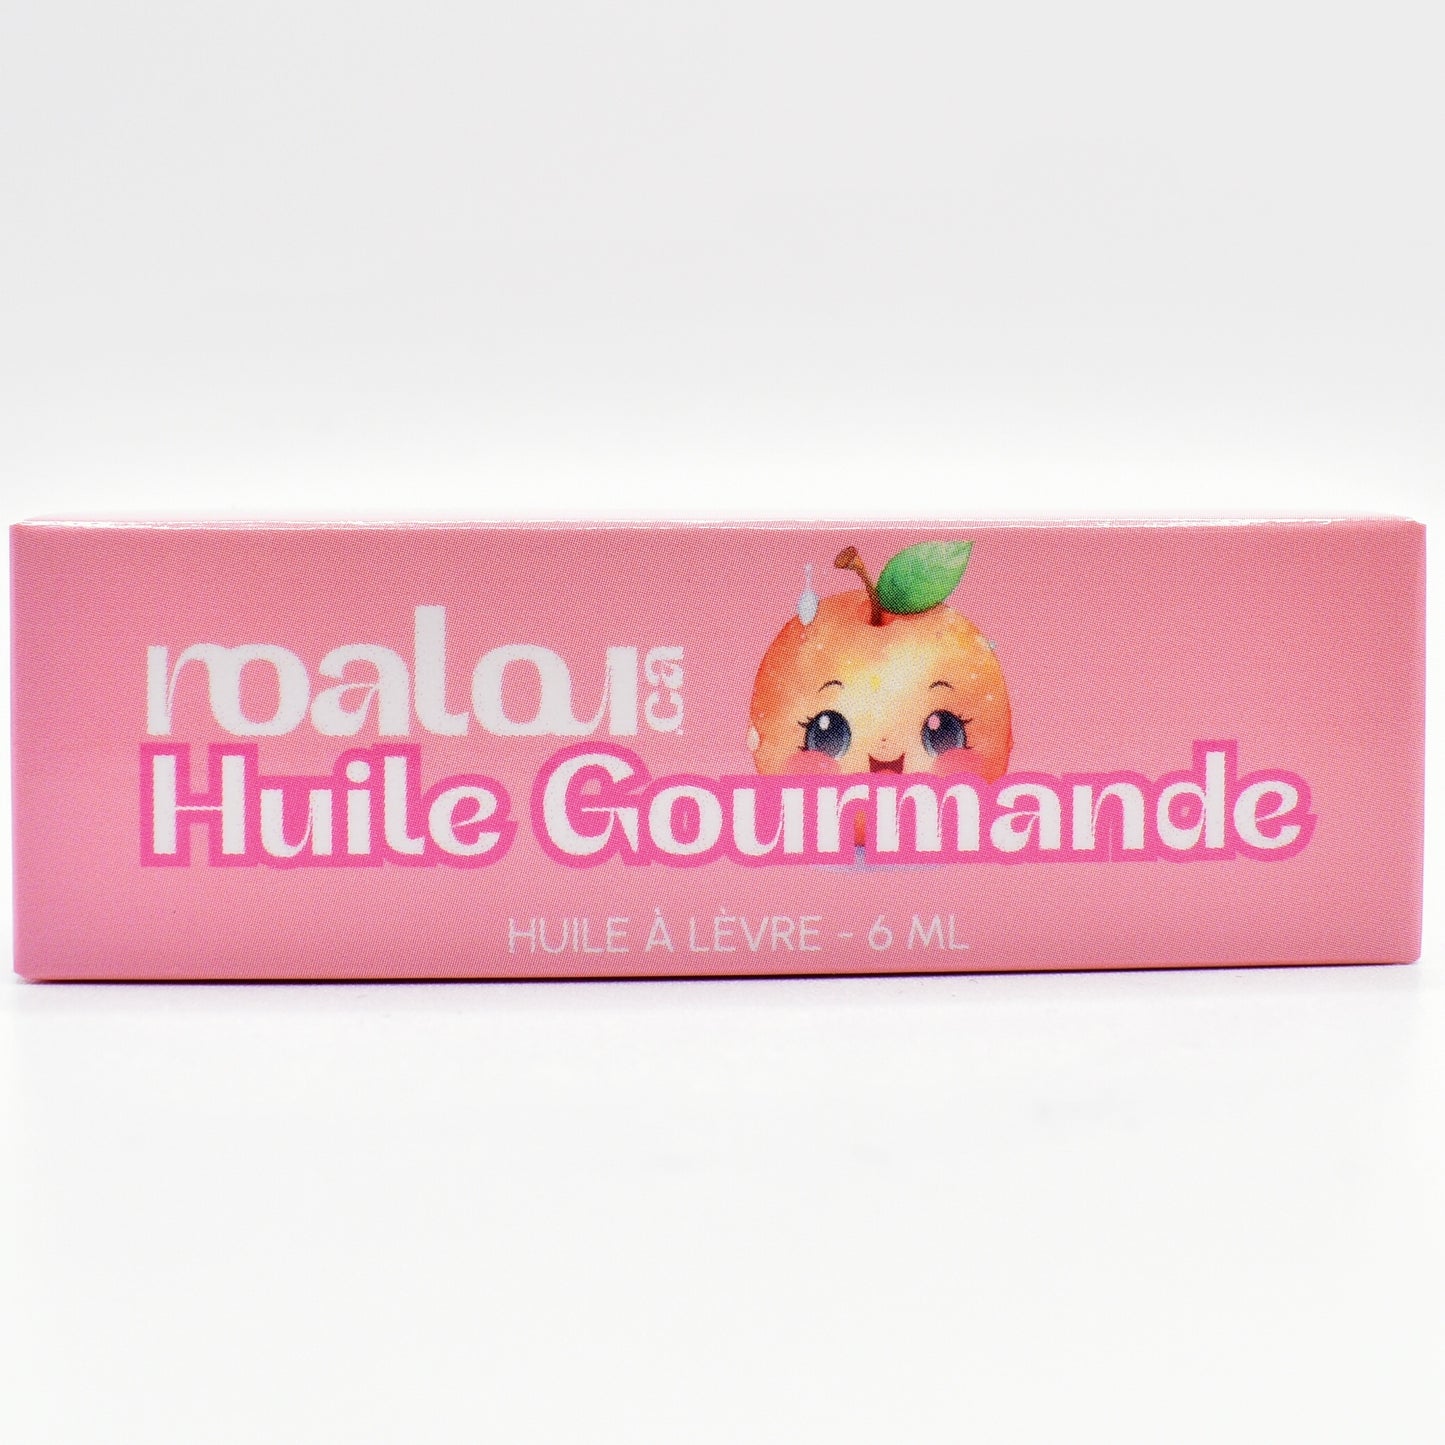 malou.ca
Huile Gourmande
HUILE À LÈVRE - 6 ML